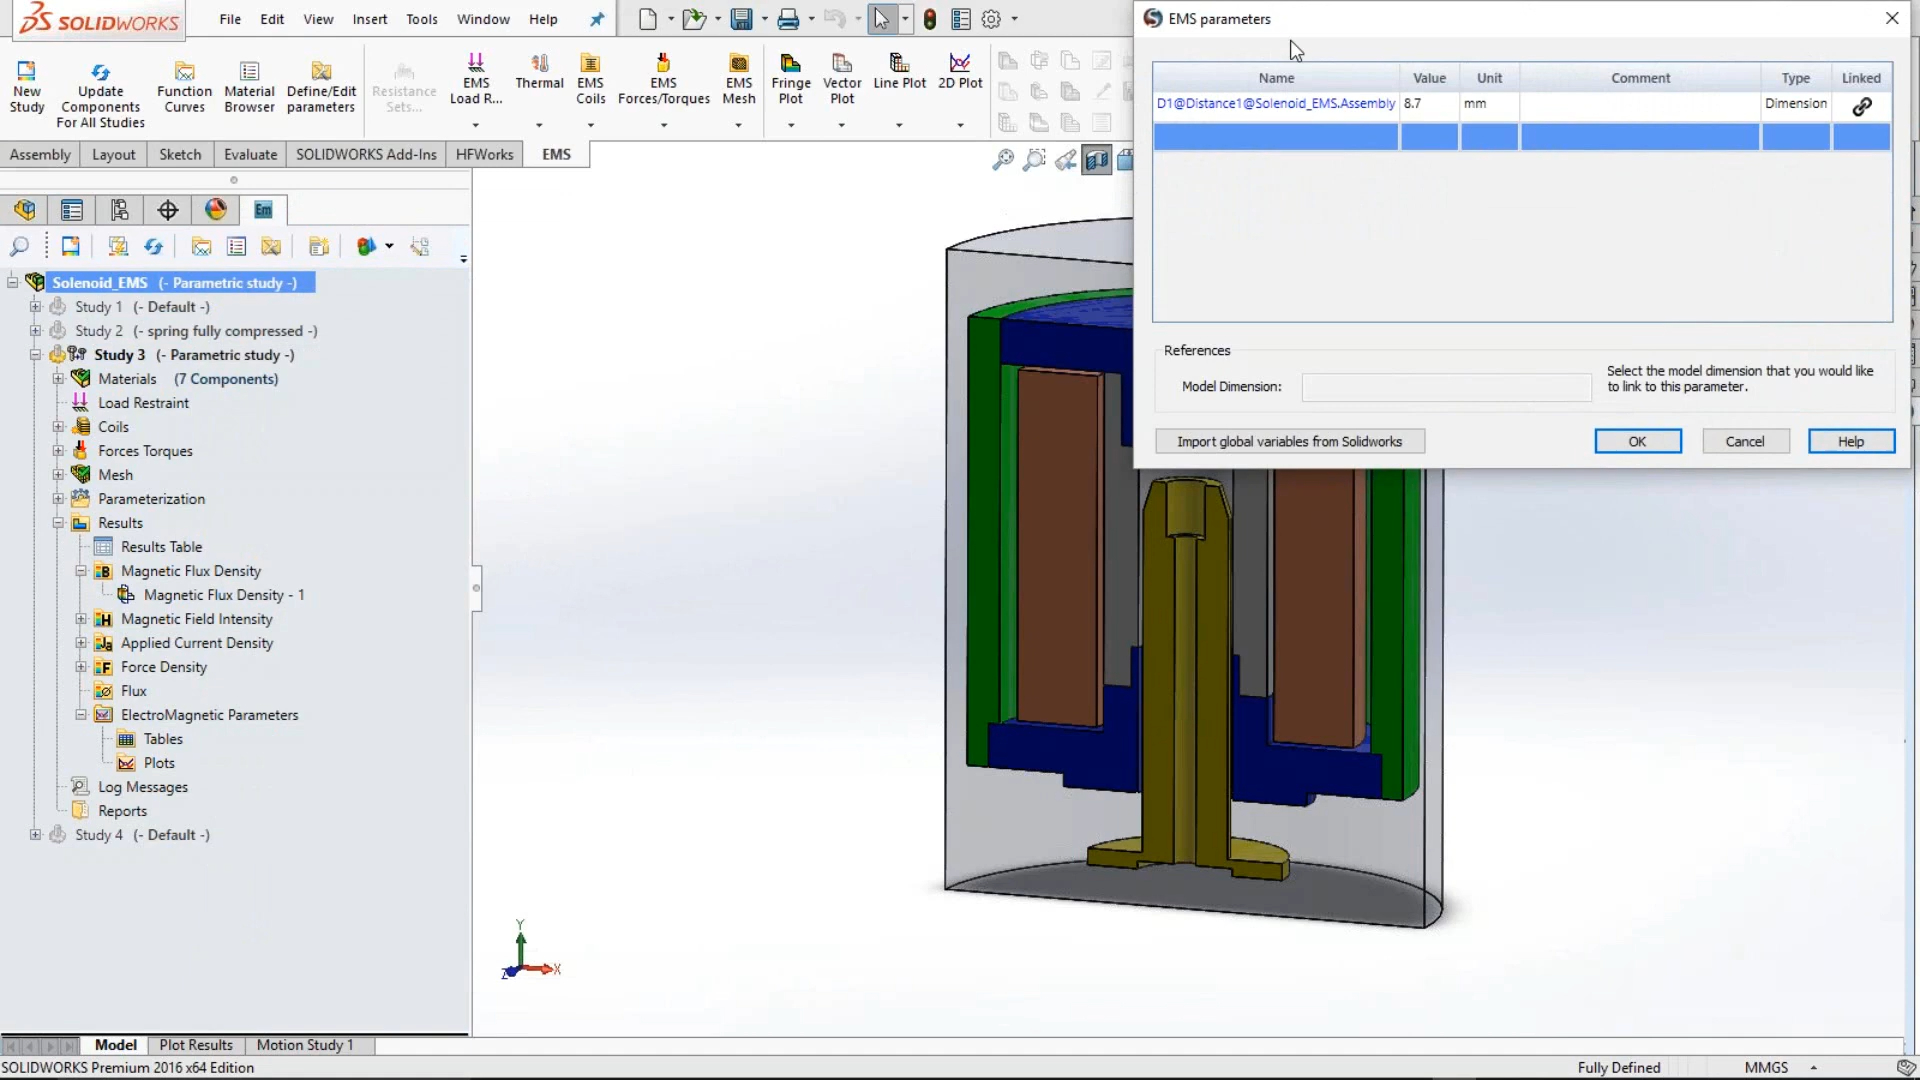 SOLIDWORKS
File Edit View Insert Tools Window Help
EMS parameters
New Study
Update Components For All Studies
Function Curves
Material Browser
Define/Edit parameters
Resistance Sets...
EMS Load R...
Thermal
EMS Coils
EMS Forces/Torques
EMS Mesh
Fringe Plot
Vector Plot
Line Plot
2D Plot
Name Value Unit Comment Type Linked
D1@Distance1@Solenoid_EMS.Assembly 8.7 mm Dimension
Assembly Layout Sketch Evaluate SOLIDWORKS Add-Ins HFWorks EMS
Em
References
Model Dimension:
Select the model dimension that you would like
to link to this parameter.
Import global variables from Solidworks OK Cancel Help
Solenoid_EMS (- Parametric study -)
Study 1 (- Default -)
Study 2 (- spring fully compressed -)
Study 3 (- Parametric study -)
Materials (7 Components)
Load Restraint
Coils
Forces Torques
Mesh
Parameterization
Results
Results Table
B Magnetic Flux Density
Magnetic Flux Density - 1
H Magnetic Field Intensity
Ja Applied Current Density
F Force Density
Ø Flux
ElectroMagnetic Parameters
Tables
Plots
Log Messages
Reports
Study 4 (- Default -)
Y
Z X
Model Plot Results Motion Study 1
SOLIDWORKS Premium 2016 x64 Edition Fully Defined MMGS